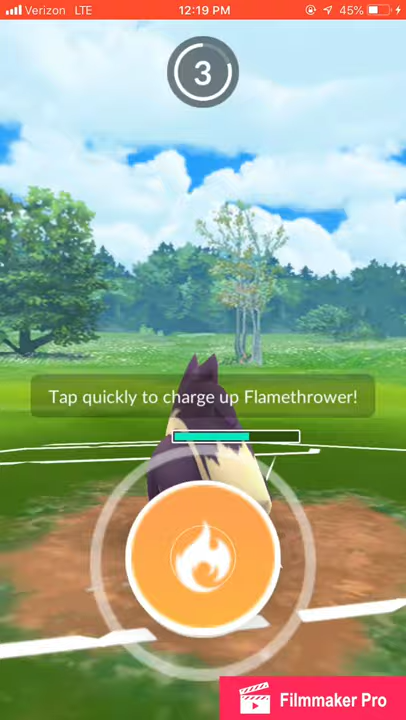 Verizon LTE 12:19 PM 45%
3
Tap quickly to charge up Flamethrower!
Filmmaker Pro